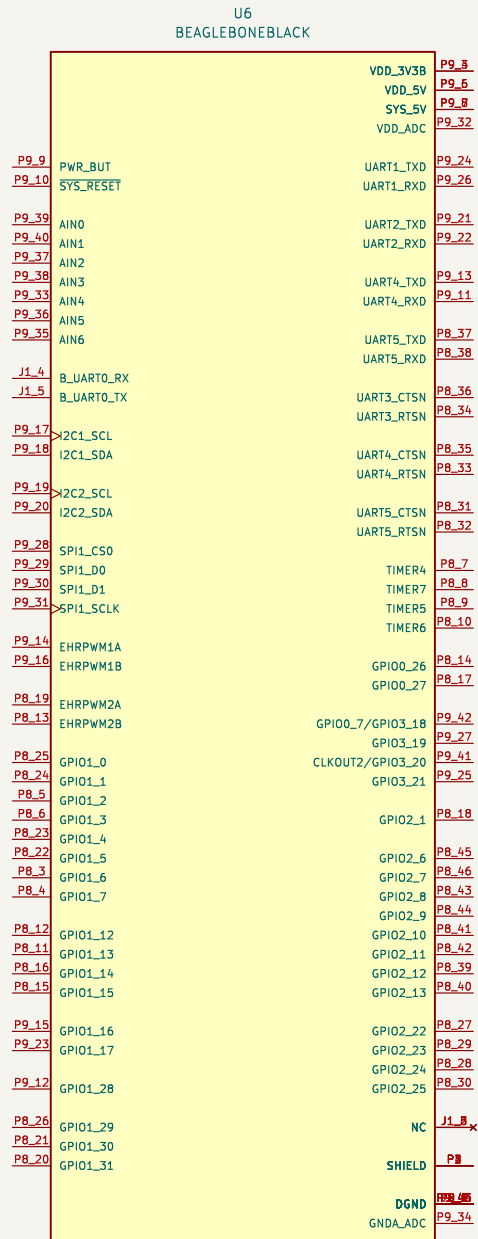 U6
BEAGLEBONEBLACK
VDD_3V3B
VDD_5V
SYS_5V
VDD_ADC P9_32
P9_9 PWR_BUT UART1_TXD P9_24
P9_10 SYS_RESET UART1_RXD P9_26
P9_39 AIN0 UART2_TXD P9_21
P9_40 AIN1 UART2_RXD P9_22
P9_37 AIN2
P9_38 AIN3 UART4_TXD P9_13
P9_33 AIN4 UART4_RXD P9_11
P9_36 AIN5
P9_35 AIN6 UART5_TXD P8_37
UART5_RXD P8_38
J1_4 B_UART0_RX
J1_5 B_UART0_TX UART3_CTSN P8_36
UART3_RTSN P8_34
P9_17 I2C1_SCL
P9_18 I2C1_SDA UART4_CTSN P8_35
UART4_RTSN P8_33
P9_19 I2C2_SCL
P9_20 I2C2_SDA UART5_CTSN P8_31
UART5_RTSN P8_32
P9_28 SPI1_CS0
P9_29 SPI1_D0 TIMER4 P8_7
P9_30 SPI1_D1 TIMER7 P8_8
P9_31 SPI1_SCLK TIMER5 P8_9
TIMER6 P8_10
P9_14 EHRPWM1A
P9_16 EHRPWM1B GPIO0_26 P8_14
GPIO0_27 P8_17
P8_19 EHRPWM2A
P8_13 EHRPWM2B GPIO0_7/GPIO3_18 P9_42
GPIO3_19 P9_27
P8_25 GPIO1_0 CLKOUT2/GPIO3_20 P9_41
P8_24 GPIO1_1 GPIO3_21 P9_25
P8_5 GPIO1_2
P8_6 GPIO1_3 GPIO2_1 P8_18
P8_23 GPIO1_4
P8_22 GPIO1_5 GPIO2_6 P8_45
P8_3 GPIO1_6 GPIO2_7 P8_46
P8_4 GPIO1_7 GPIO2_8 P8_43
GPIO2_9 P8_44
P8_12 GPIO1_12 GPIO2_10 P8_41
P8_11 GPIO1_13 GPIO2_11 P8_42
P8_16 GPIO1_14 GPIO2_12 P8_39
P8_15 GPIO1_15 GPIO2_13 P8_40
P9_15 GPIO1_16 GPIO2_22 P8_27
P9_23 GPIO1_17 GPIO2_23 P8_29
GPIO2_24 P8_28
P9_12 GPIO1_28 GPIO2_25 P8_30
P8_26 GPIO1_29 NC
P8_21 GPIO1_30
P8_20 GPIO1_31 SHIELD
DGND
GNDA_ADC P9_34